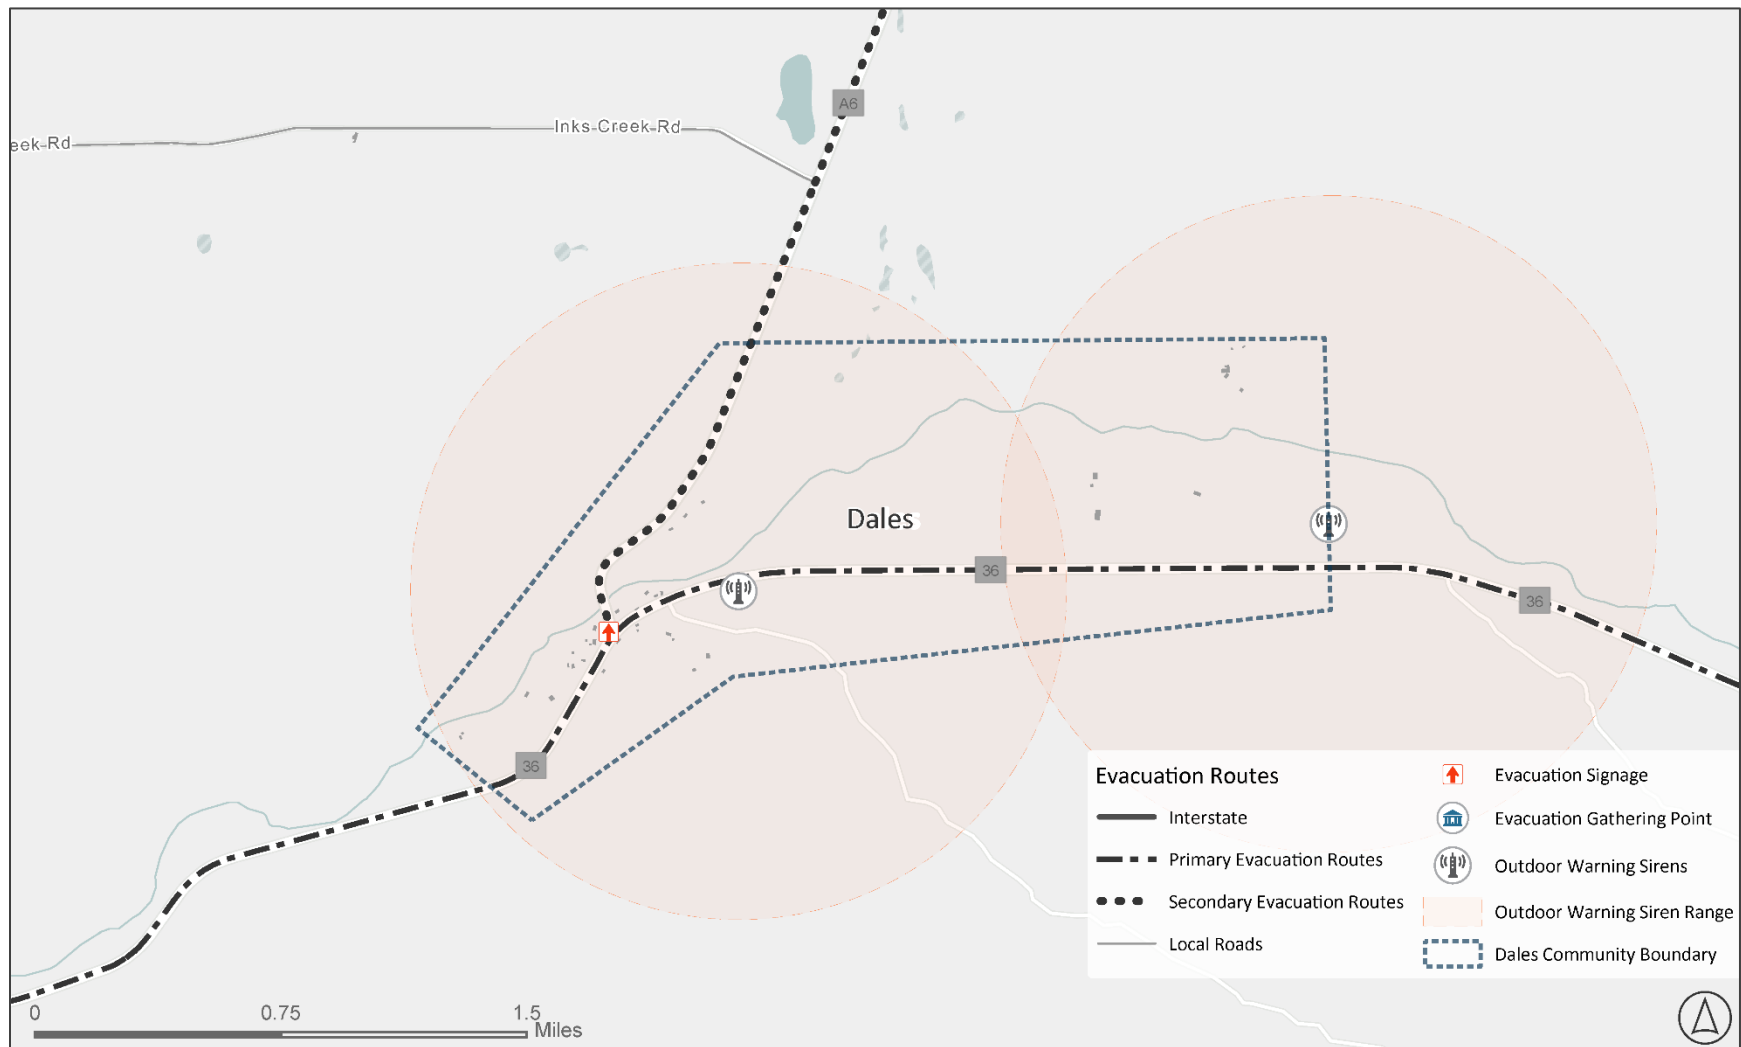 A6
Inks Creek Rd
eek Rd
Dales
36
36
36
Evacuation Routes
Interstate
Primary Evacuation Routes
Secondary Evacuation Routes
Local Roads
Evacuation Signage
Evacuation Gathering Point
Outdoor Warning Sirens
Outdoor Warning Siren Range
Dales Community Boundary
0 0.75 1.5
Miles